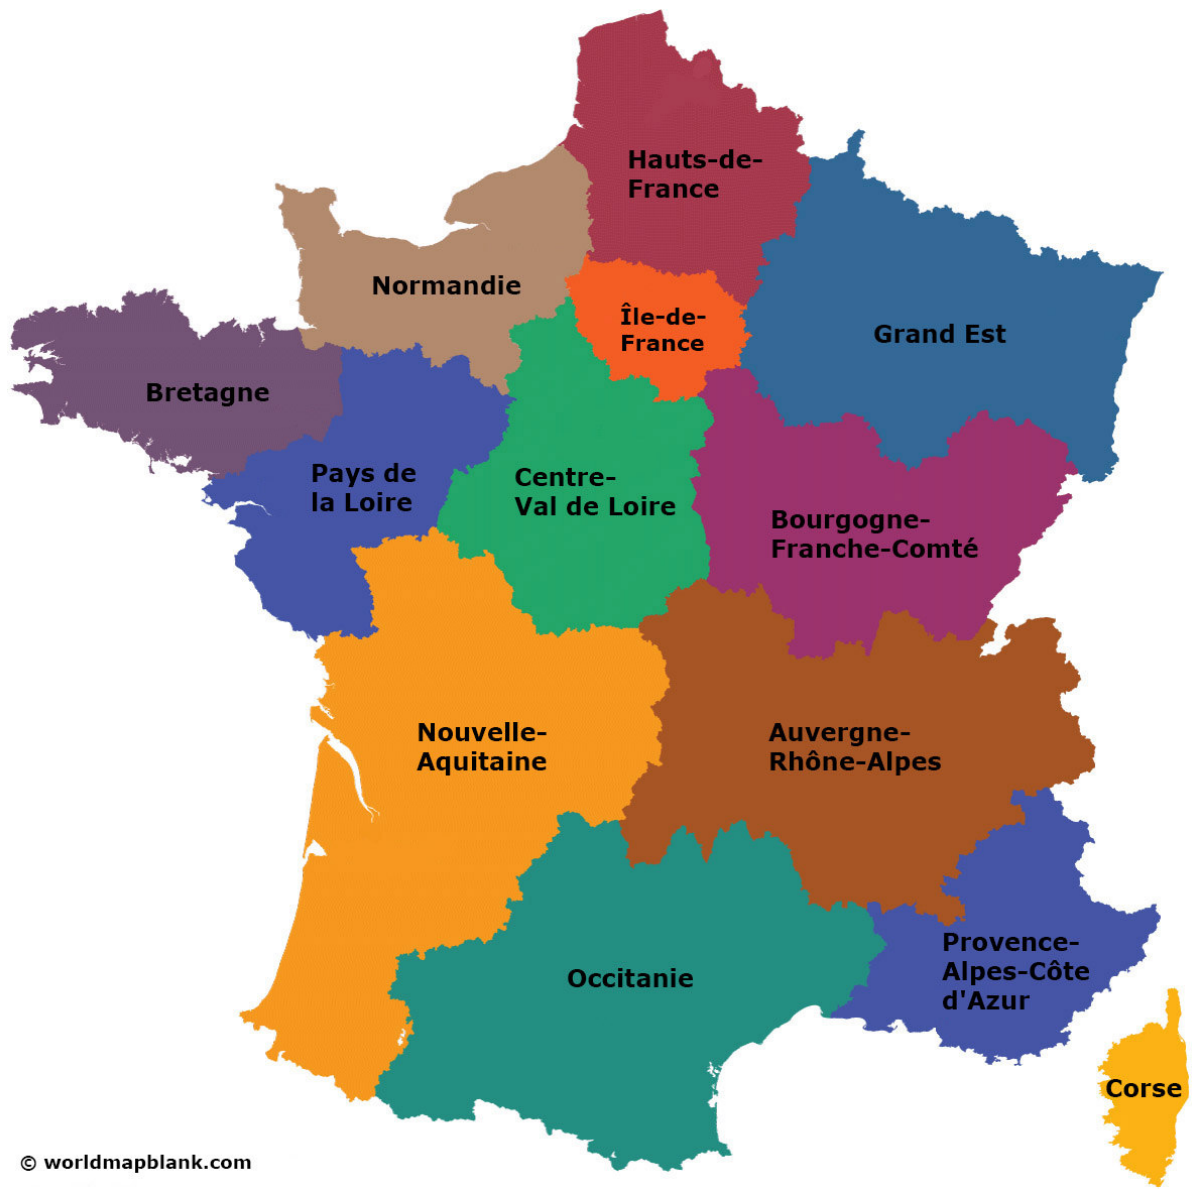 Hauts-de-
France
Normandie
Île-de-
France
Grand Est
Bretagne
Pays de
la Loire
Centre-
Val de Loire
Bourgogne-
Franche-Comté
Nouvelle-
Aquitaine
Auvergne-
Rhône-Alpes
Occitanie
Provence-
Alpes-Côte
d'Azur
Corse
© worldmapblank.com